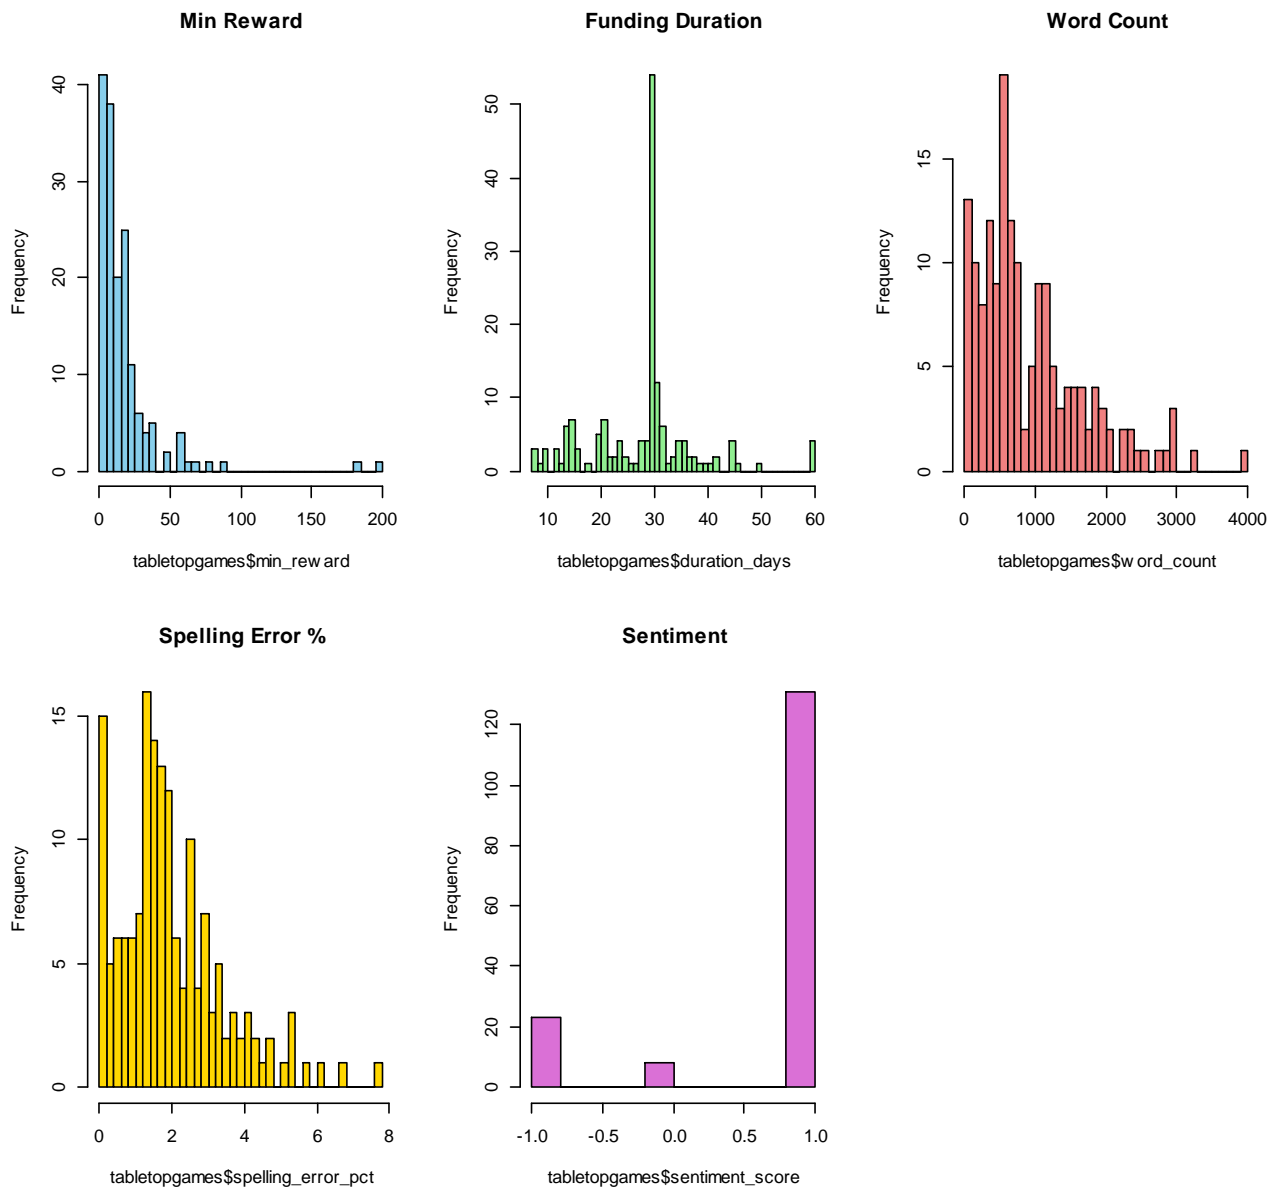 Min Reward
Frequency
0 10 20 30 40
0 50 100 150 200
tabletopgames$min_reward
Funding Duration
Frequency
0 10 20 30 40 50
10 20 30 40 50 60
tabletopgames$duration_days
Word Count
Frequency
0 5 10 15
0 1000 2000 3000 4000
tabletopgames$word_count
Spelling Error %
Frequency
0 5 10 15
0 2 4 6 8
tabletopgames$spelling_error_pct
Sentiment
Frequency
0 20 40 60 80 100 120
-1.0 -0.5 0.0 0.5 1.0
tabletopgames$sentiment_score